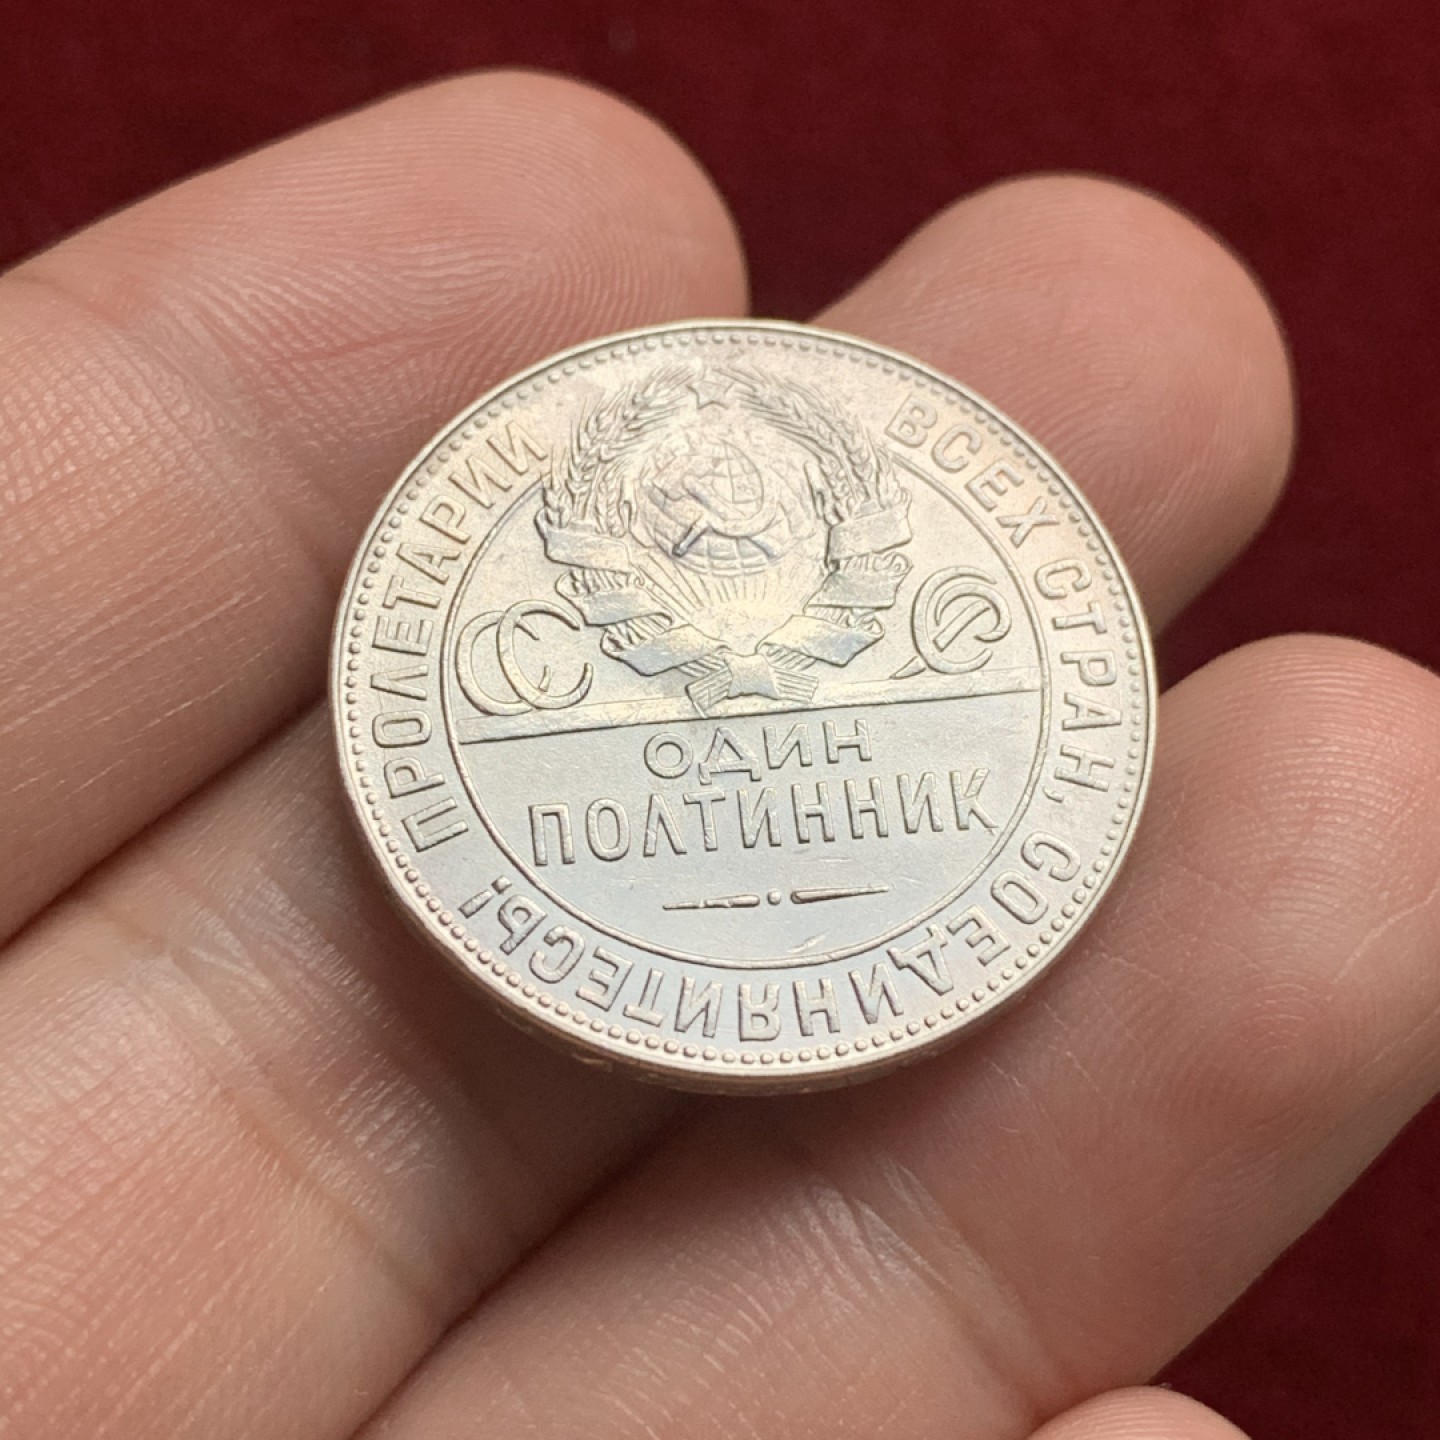 ПРОЛЕТАРИИ ВСЕХ СТРАН, СОЕДИНЯЙТЕСЬ!
СССР
ОДИН
ПОЛТИННИК